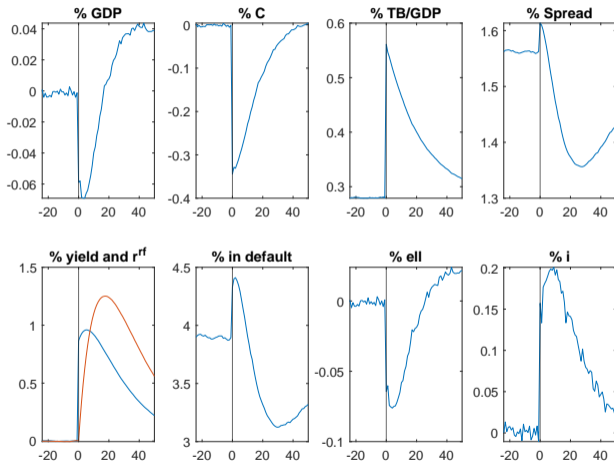 % GDP
% C
% TB/GDP
% Spread
0.04
0.02
0
-0.02
-0.04
-0.06
-20 0 20 40
0
-0.1
-0.2
-0.3
-0.4
-20 0 20 40
0.6
0.5
0.4
0.3
-20 0 20 40
1.6
1.5
1.4
1.3
-20 0 20 40
% yield and r^rf
% in default
% ell
% i
1.5
1
0.5
0
-20 0 20 40
4.5
4
3.5
3
-20 0 20 40
0
-0.05
-0.1
-20 0 20 40
0.2
0.15
0.1
0.05
0
-20 0 20 40